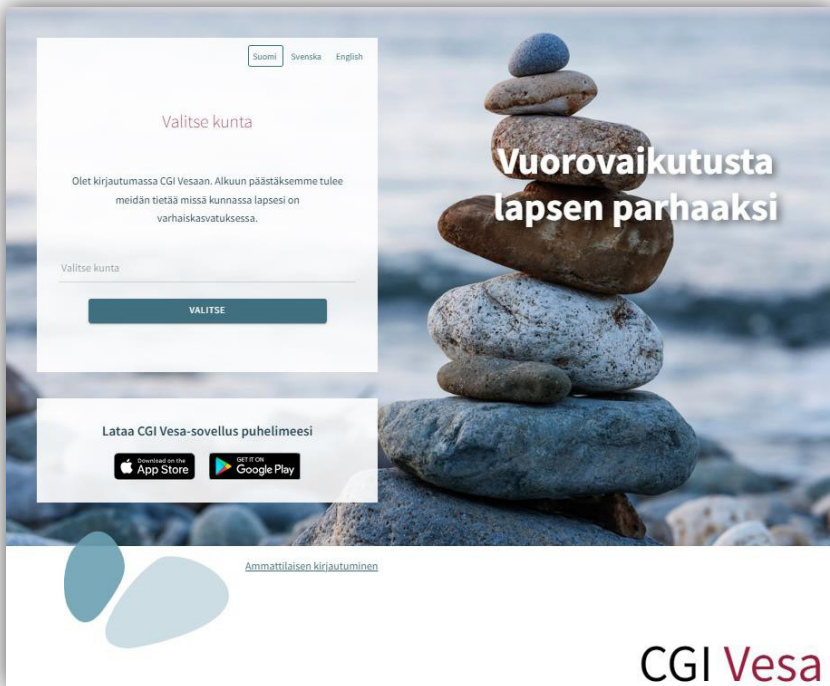 Suomi Svenska English
Valitse kunta
Olet kirjautumassa CGI Vesaan. Alkuun päästäksemme tulee
meidän tietää missä kunnassa lapsesi on
varhaiskasvatuksessa.
Valitse kunta
VALITSE
Vuorovaikutusta
lapsen parhaaksi
Lataa CGI Vesa-sovellus puhelimeesi
Download on the
App Store
GET IT ON
Google Play
Ammattilaisen kirjautuminen
CGI Vesa